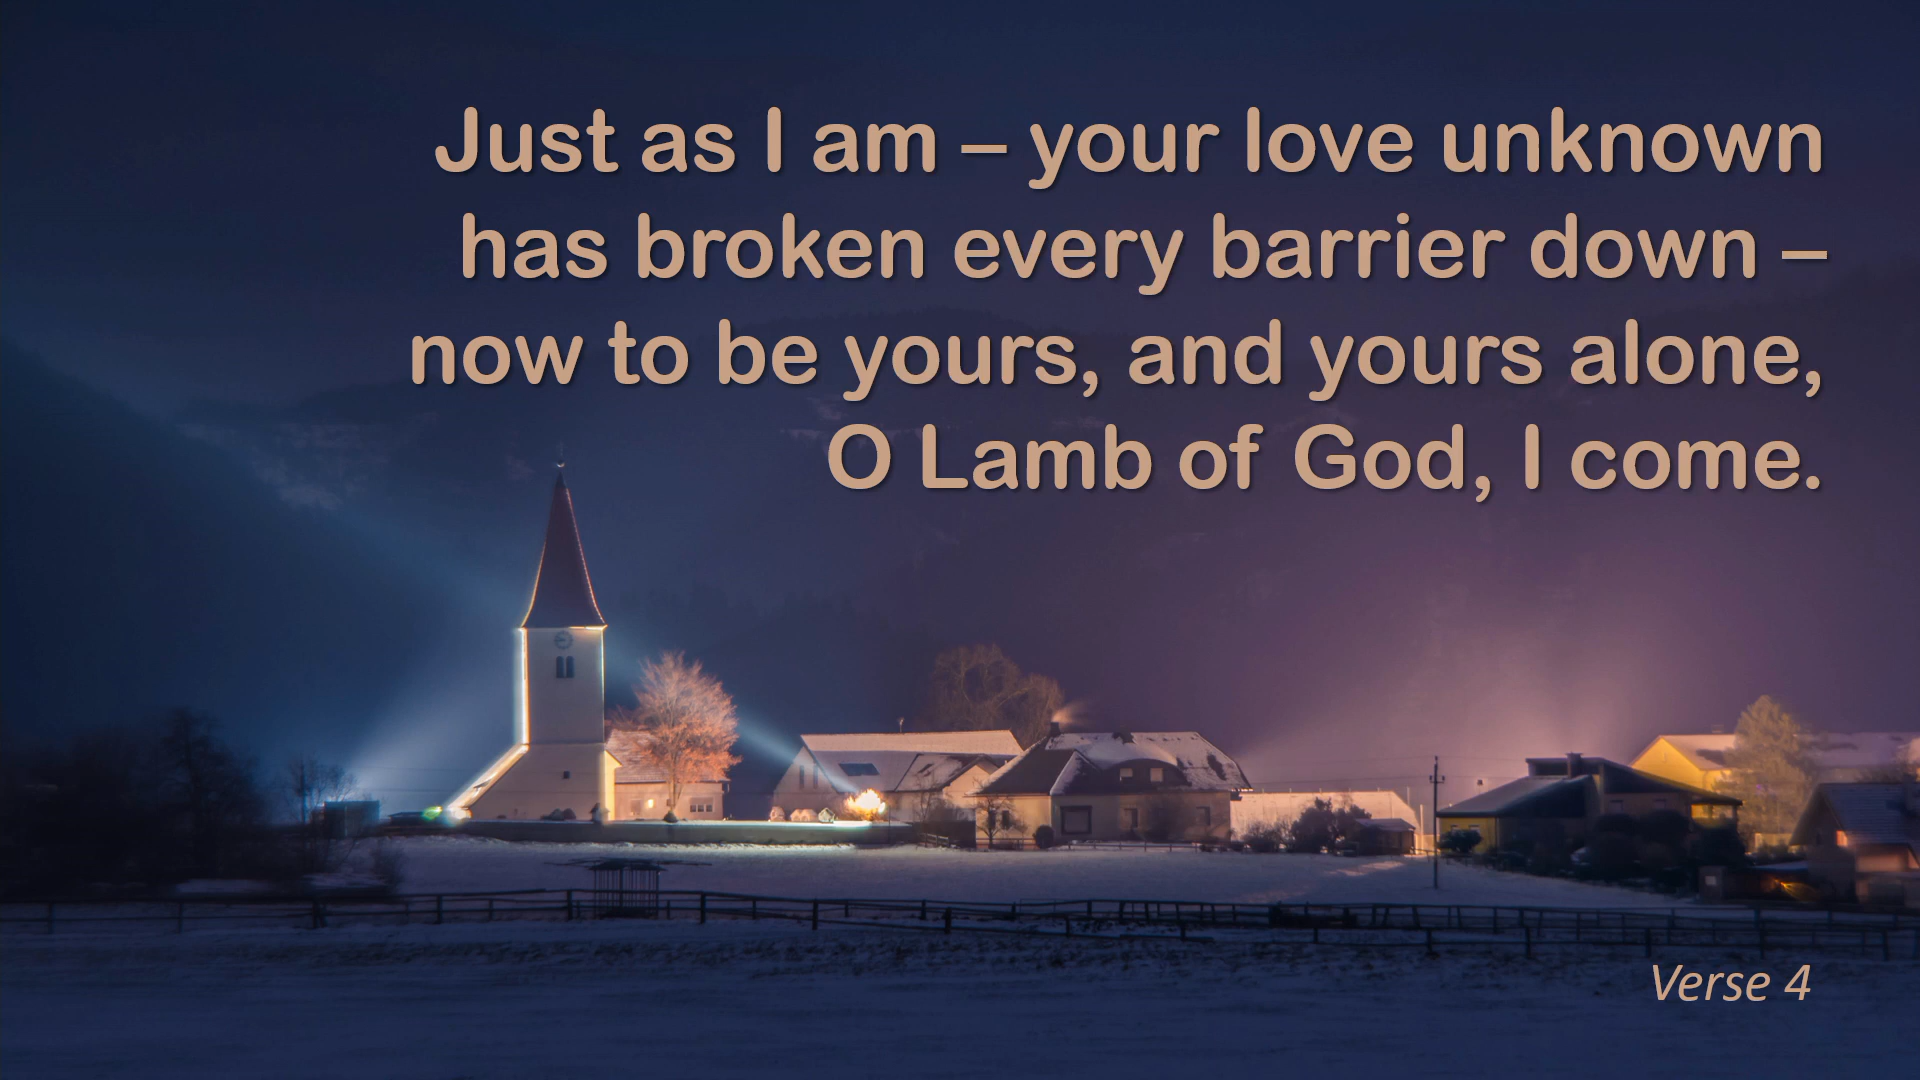 Just as I am – your love unknown
has broken every barrier down –
now to be yours, and yours alone,
O Lamb of God, I come.
Verse 4